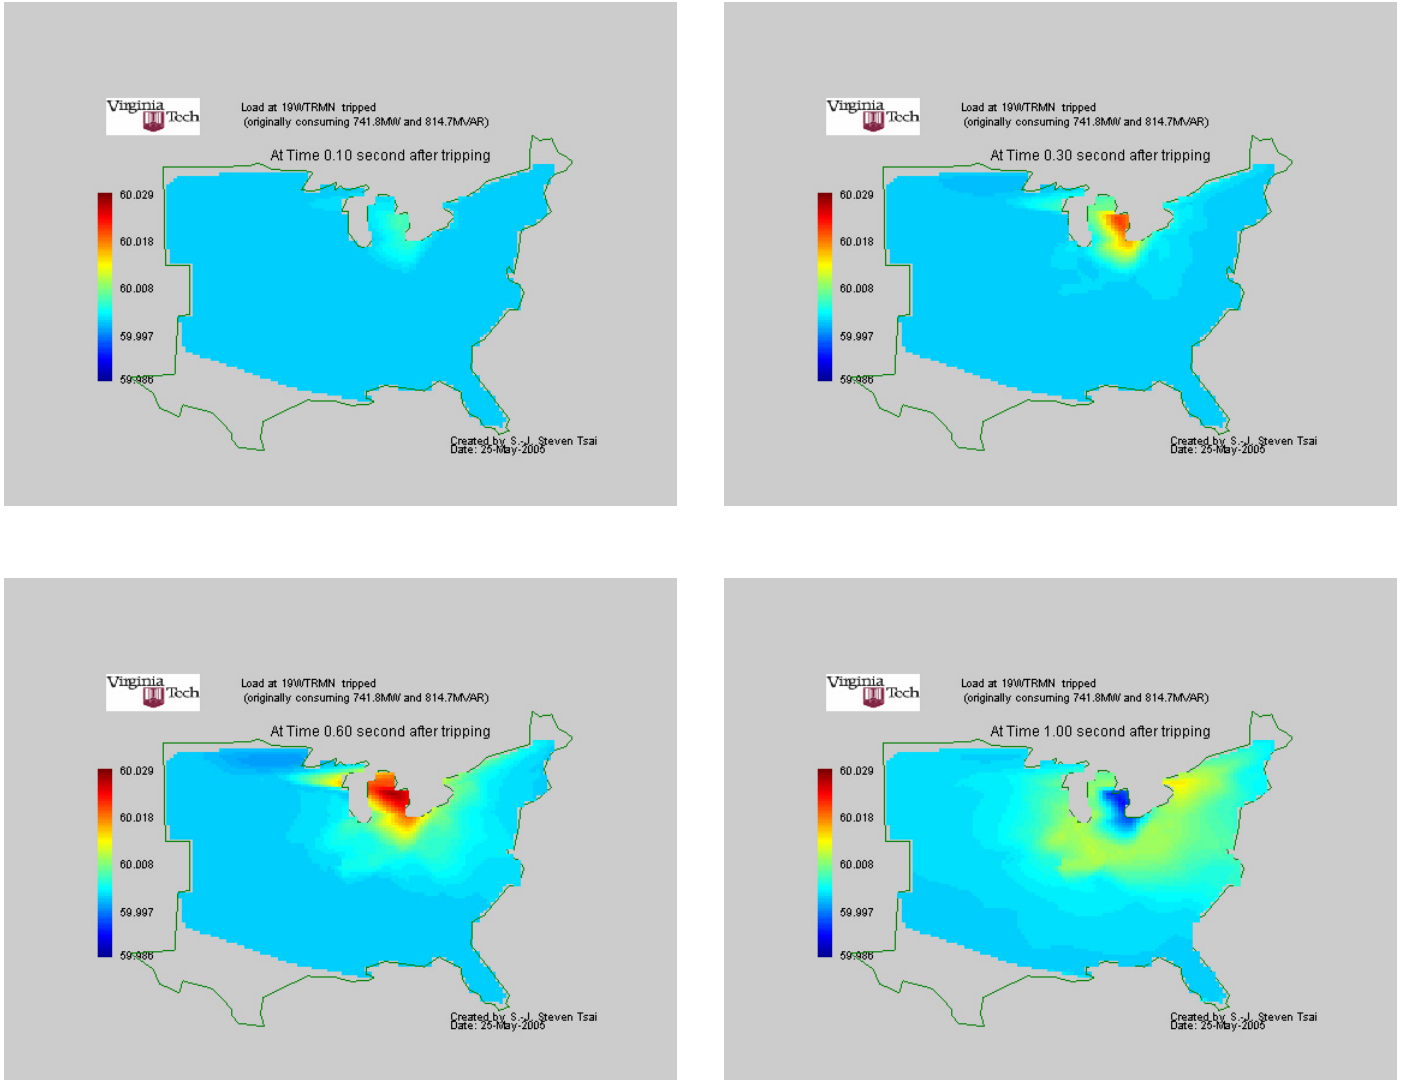 Virginia
Tech
Load at 19WTRMN tripped
(originally consuming 741.8MW and 814.7MVAR)
At Time 0.10 second after tripping
60.029
60.018
60.008
59.997
59.986
Created by S.-J. Steven Tsai
Date: 25-May-2005
Virginia
Tech
Load at 19WTRMN tripped
(originally consuming 741.8MW and 814.7MVAR)
At Time 0.30 second after tripping
60.029
60.018
60.008
59.997
59.986
Created by S.-J. Steven Tsai
Date: 25-May-2005
Virginia
Tech
Load at 19WTRMN tripped
(originally consuming 741.8MW and 814.7MVAR)
At Time 0.60 second after tripping
60.029
60.018
60.008
59.997
59.986
Created by S.-J. Steven Tsai
Date: 25-May-2005
Virginia
Tech
Load at 19WTRMN tripped
(originally consuming 741.8MW and 814.7MVAR)
At Time 1.00 second after tripping
60.029
60.018
60.008
59.997
59.986
Created by S.-J. Steven Tsai
Date: 25-May-2005